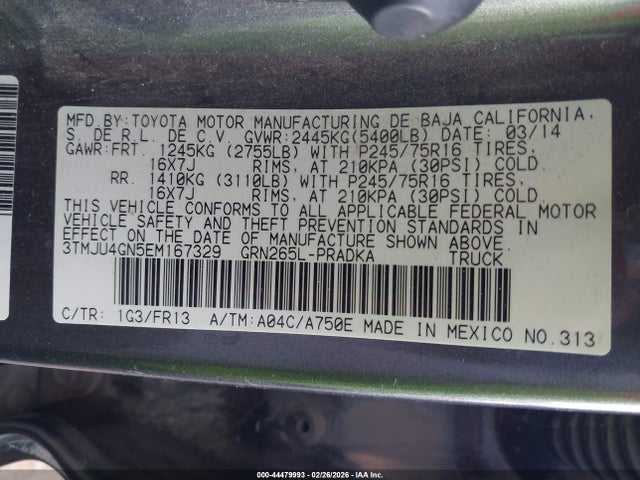 MFD.BY:TOYOTA MOTOR MANUFACTURING DE BAJA CALIFORNIA,
S. DE R.L. DE C.V. GVWR:2445KG(5400LB) DATE: 03/14
GAWR:FRT. 1245KG (2755LB) WITH P245/75R16 TIRES,
16X7J RIMS, AT 210KPA (30PSI) COLD
RR. 1410KG (3110LB) WITH P245/75R16 TIRES,
16X7J RIMS, AT 210KPA (30PSI) COLD.
THIS VEHICLE CONFORMS TO ALL APPLICABLE FEDERAL MOTOR
VEHICLE SAFETY AND THEFT PREVENTION STANDARDS IN
EFFECT ON THE DATE OF MANUFACTURE SHOWN ABOVE.
3TMJU4GN5EM167329 GRN265L-PRADKA TRUCK
C/TR: 1G3/FR13 A/TM:A04C/A750E MADE IN MEXICO NO.313
000-44479993 02/26/2026 Copyright © IAA, Inc.